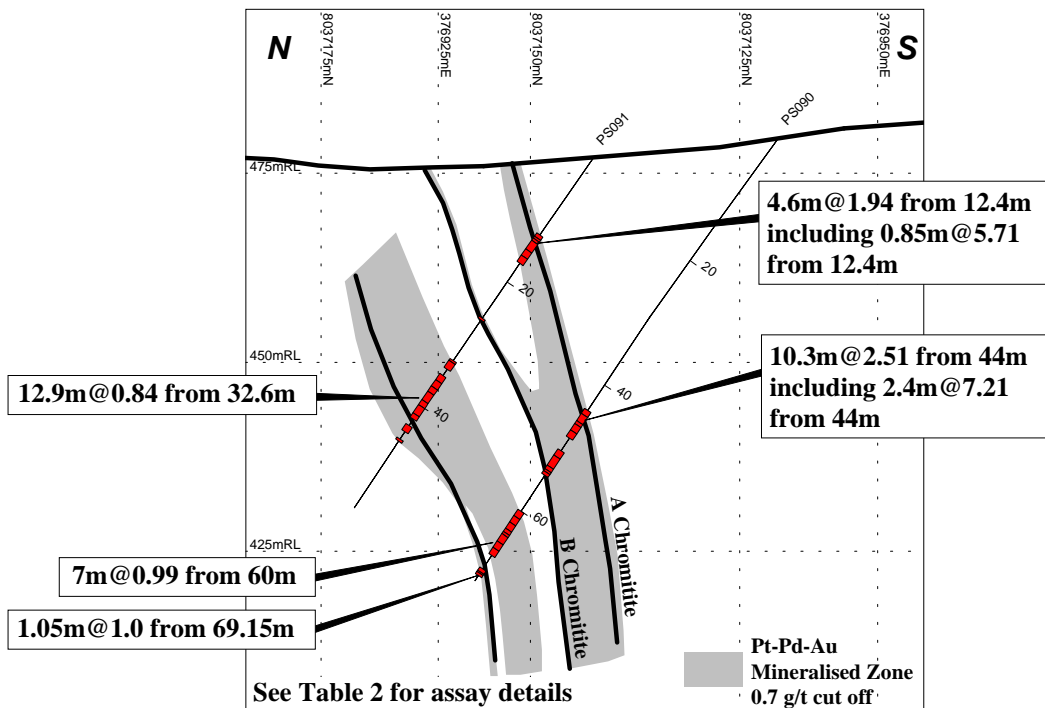 N
S
8037175mN
376925mE
8037150mN
8037125mN
376950mE
PS091
PS090
475mRL
450mRL
425mRL
20
40
20
40
60
4.6m@1.94 from 12.4m
including 0.85m@5.71
from 12.4m
10.3m@2.51 from 44m
including 2.4m@7.21
from 44m
12.9m@0.84 from 32.6m
7m@0.99 from 60m
1.05m@1.0 from 69.15m
A Chromitite
B Chromitite
See Table 2 for assay details
Pt-Pd-Au
Mineralised Zone
0.7 g/t cut off